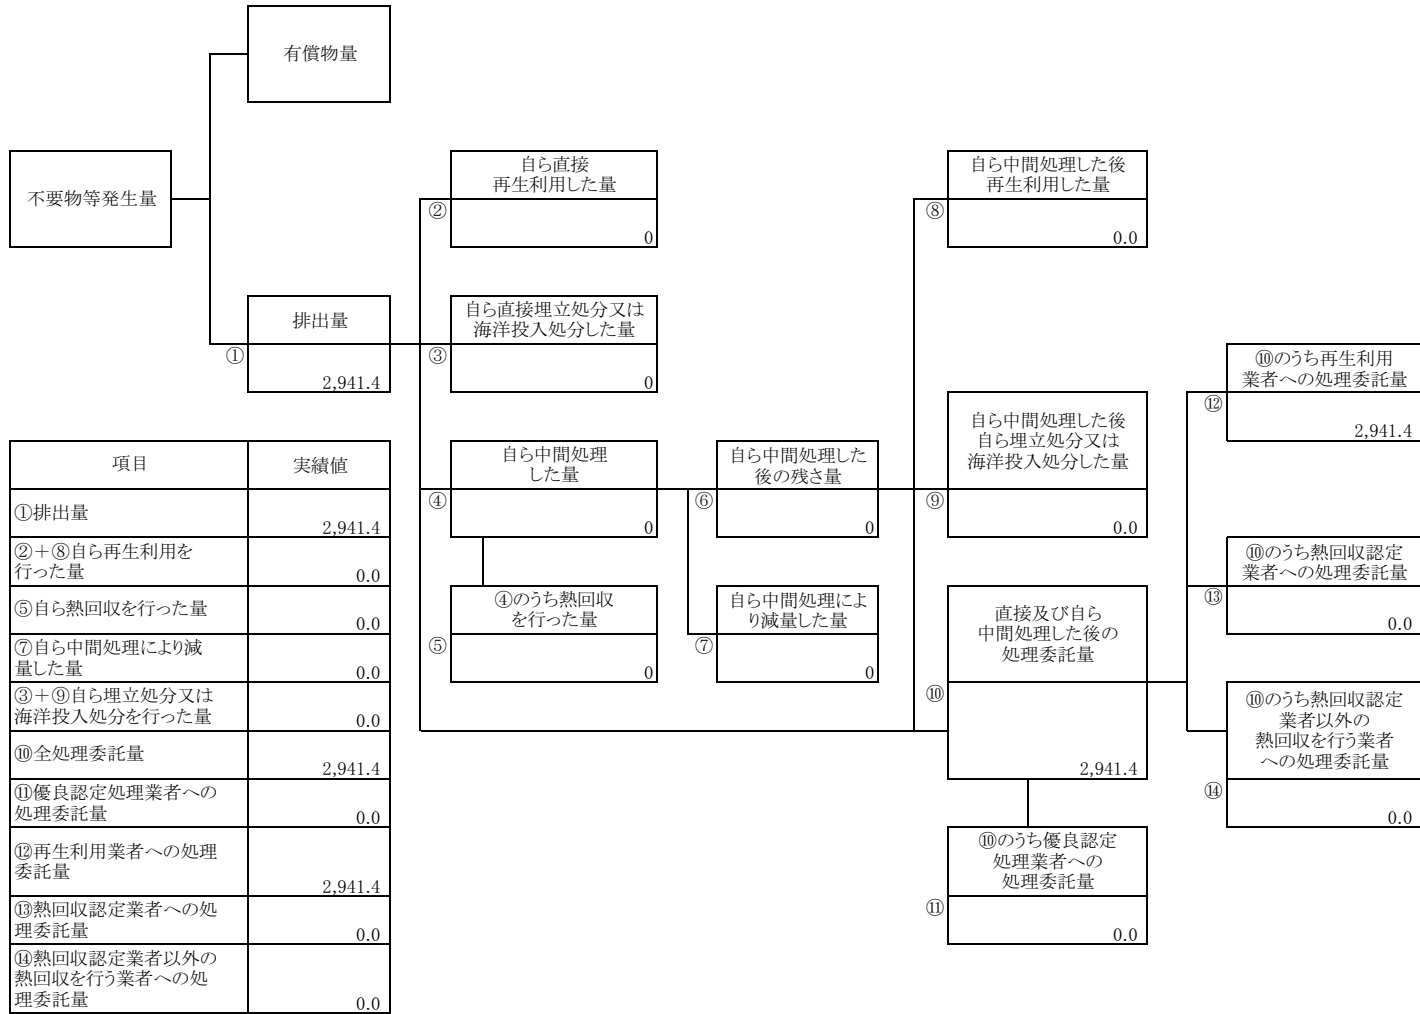 有償物量
不要物等発生量
排出量
①
2,941.4
自ら直接
再生利用した量
②
0
自ら直接埋立処分又は
海洋投入処分した量
③
0
自ら中間処理
した量
④
0
④のうち熱回収
を行った量
⑤
0
自ら中間処理した
後の残さ量
⑥
0
自ら中間処理によ
り減量した量
⑦
0
自ら中間処理した後
再生利用した量
⑧
0.0
自ら中間処理した後
自ら埋立処分又は
海洋投入処分した量
⑨
0.0
直接及び自ら
中間処理した後の
処理委託量
⑩
2,941.4
⑩のうち優良認定
処理業者への
処理委託量
⑪
0.0
⑩のうち再生利用
業者への処理委託量
⑫
2,941.4
⑩のうち熱回収認定
業者への処理委託量
⑬
0.0
⑩のうち熱回収認定
業者以外の
熱回収を行う業者
への処理委託量
⑭
0.0
項目 実績値
①排出量
2,941.4
②＋⑧自ら再生利用を
行った量
0.0
⑤自ら熱回収を行った量
0.0
⑦自ら中間処理により減
量した量
0.0
③＋⑨自ら埋立処分又は
海洋投入処分を行った量
0.0
⑩全処理委託量
2,941.4
⑪優良認定処理業者への
処理委託量
0.0
⑫再生利用業者への処理
委託量
2,941.4
⑬熱回収認定業者への処
理委託量
0.0
⑭熱回収認定業者以外の
熱回収を行う業者への処
理委託量
0.0